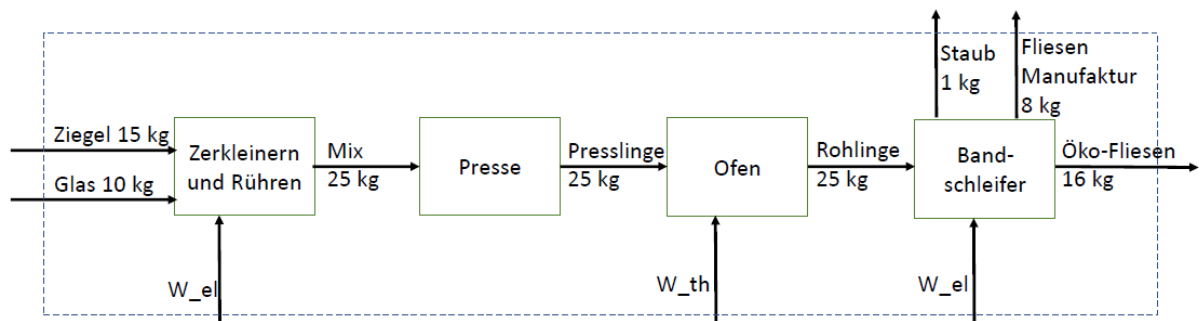 Staub
1 kg
Fliesen
Manufaktur
8 kg
Ziegel 15 kg
Glas 10 kg
Zerkleinern
und Rühren
Mix
25 kg
Presse
Presslinge
25 kg
Ofen
Rohlinge
25 kg
Band-
schleifer
Öko-Fliesen
16 kg
W_el
W_th
W_el